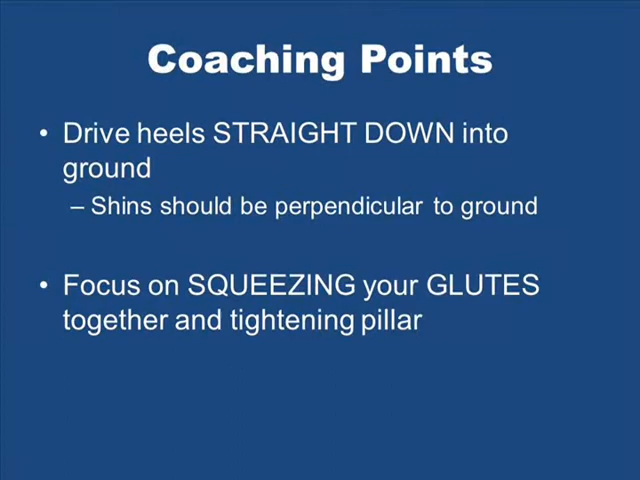 Coaching Points
• Drive heels STRAIGHT DOWN into
ground
– Shins should be perpendicular to ground
• Focus on SQUEEZING your GLUTES
together and tightening pillar